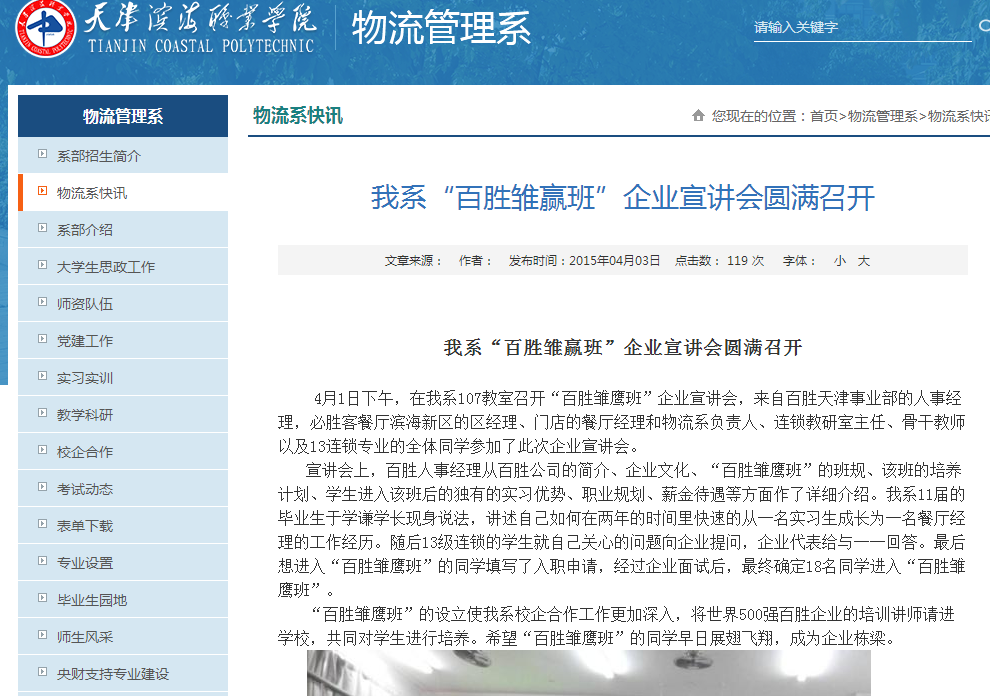 天津滨海職業学院
TIANJIN COASTAL POLYTECHNIC
物流管理系
请输入关键字
物流管理系
系部招生简介
物流系快讯
系部介绍
大学生思政工作
师资队伍
党建工作
实习实训
教学科研
校企合作
考试动态
表单下载
专业设置
毕业生园地
师生风采
央财支持专业建设
物流系快讯
您现在的位置：首页>物流管理系>物流系快讯
我系“百胜雏赢班”企业宣讲会圆满召开
文章来源： 作者： 发布时间：2015年04月03日 点击数： 119 次 字体： 小 大
我系“百胜雏赢班”企业宣讲会圆满召开
4月1日下午，在我系107教室召开“百胜雏鹰班”企业宣讲会，来自百胜天津事业部的人事经
理，必胜客餐厅滨海新区的区经理、门店的餐厅经理和物流系负责人、连锁教研室主任、骨干教师
以及13连锁专业的全体同学参加了此次企业宣讲会。
宣讲会上，百胜人事经理从百胜公司的简介、企业文化、“百胜雏鹰班”的班规、该班的培养
计划、学生进入该班后的独有的实习优势、职业规划、薪金待遇等方面作了详细介绍。我系11届的
毕业生于学谦学长现身说法，讲述自己如何在两年的时间里快速的从一名实习生成长为一名餐厅经
理的工作经历。随后13级连锁的学生就自己关心的问题向企业提问，企业代表给与一一回答。最后
想进入“百胜雏鹰班”的同学填写了入职申请，经过企业面试后，最终确定18名同学进入“百胜雏
鹰班”。
“百胜雏鹰班”的设立使我系校企合作工作更加深入，将世界500强百胜企业的培训讲师请进
学校，共同对学生进行培养。希望“百胜雏鹰班”的同学早日展翅飞翔，成为企业栋梁。